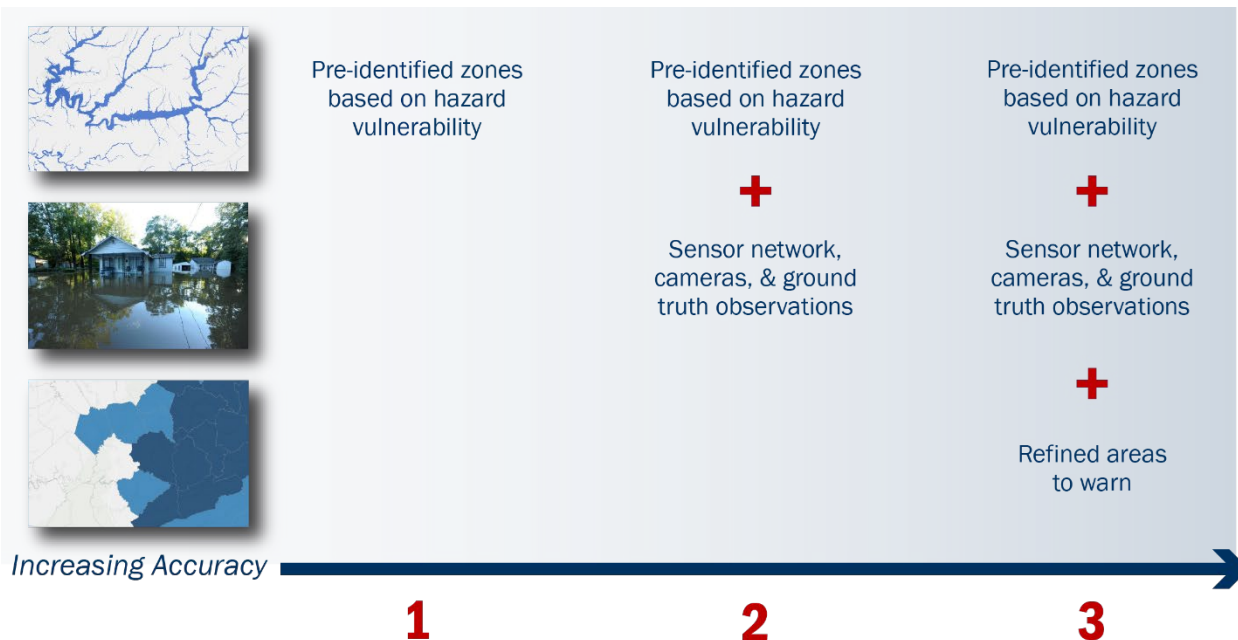 Pre-identified zones
based on hazard
vulnerability
Pre-identified zones
based on hazard
vulnerability
+
Sensor network,
cameras, & ground
truth observations
Pre-identified zones
based on hazard
vulnerability
+
Sensor network,
cameras, & ground
truth observations
+
Refined areas
to warn
Increasing Accuracy
1
2
3